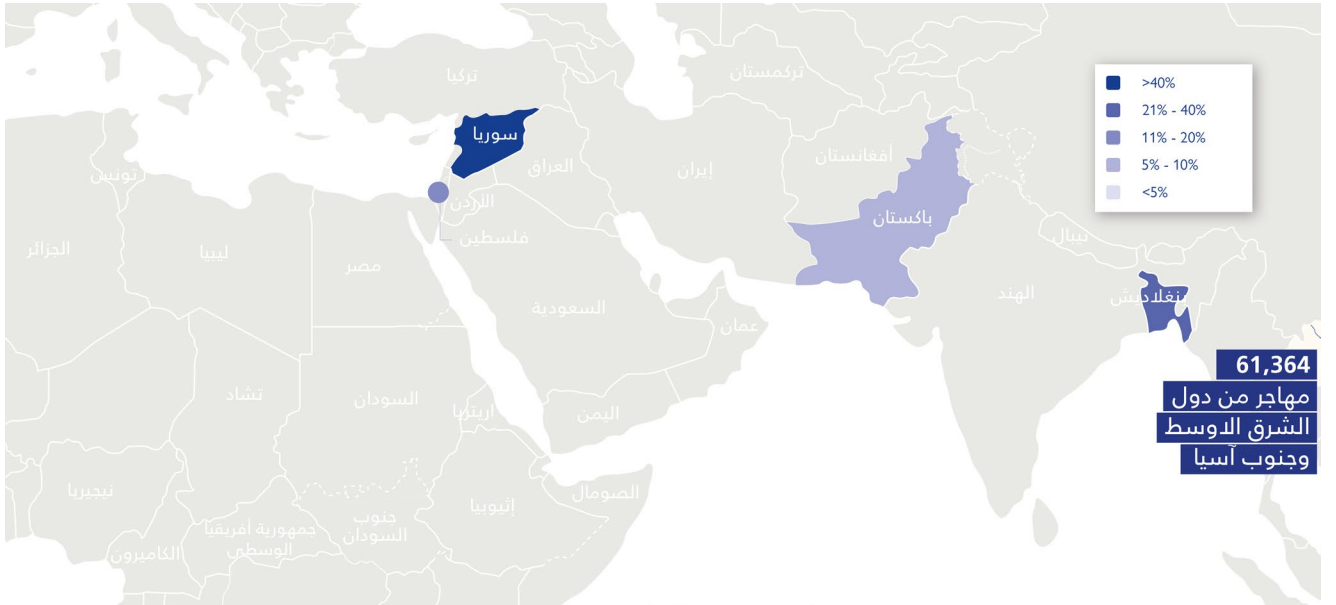 تركيا
تركمستان
>40%
21% - 40%
11% - 20%
5% - 10%
<5%
سوريا
العراق
إيران
أفغانستان
تونس
الأردن
فلسطين
باكستان
نيبال
الجزائر
ليبيا
مصر
السعودية
عمان
الهند
بنغلاديش
61,364
مهاجر من دول
الشرق الاوسط
وجنوب آسيا
تشاد
السودان
اريتريا
اليمن
نيجيريا
إثيوبيا
الصومال
جنوب
السودان
جمهورية أفريقيا
الوسطى
الكاميرون